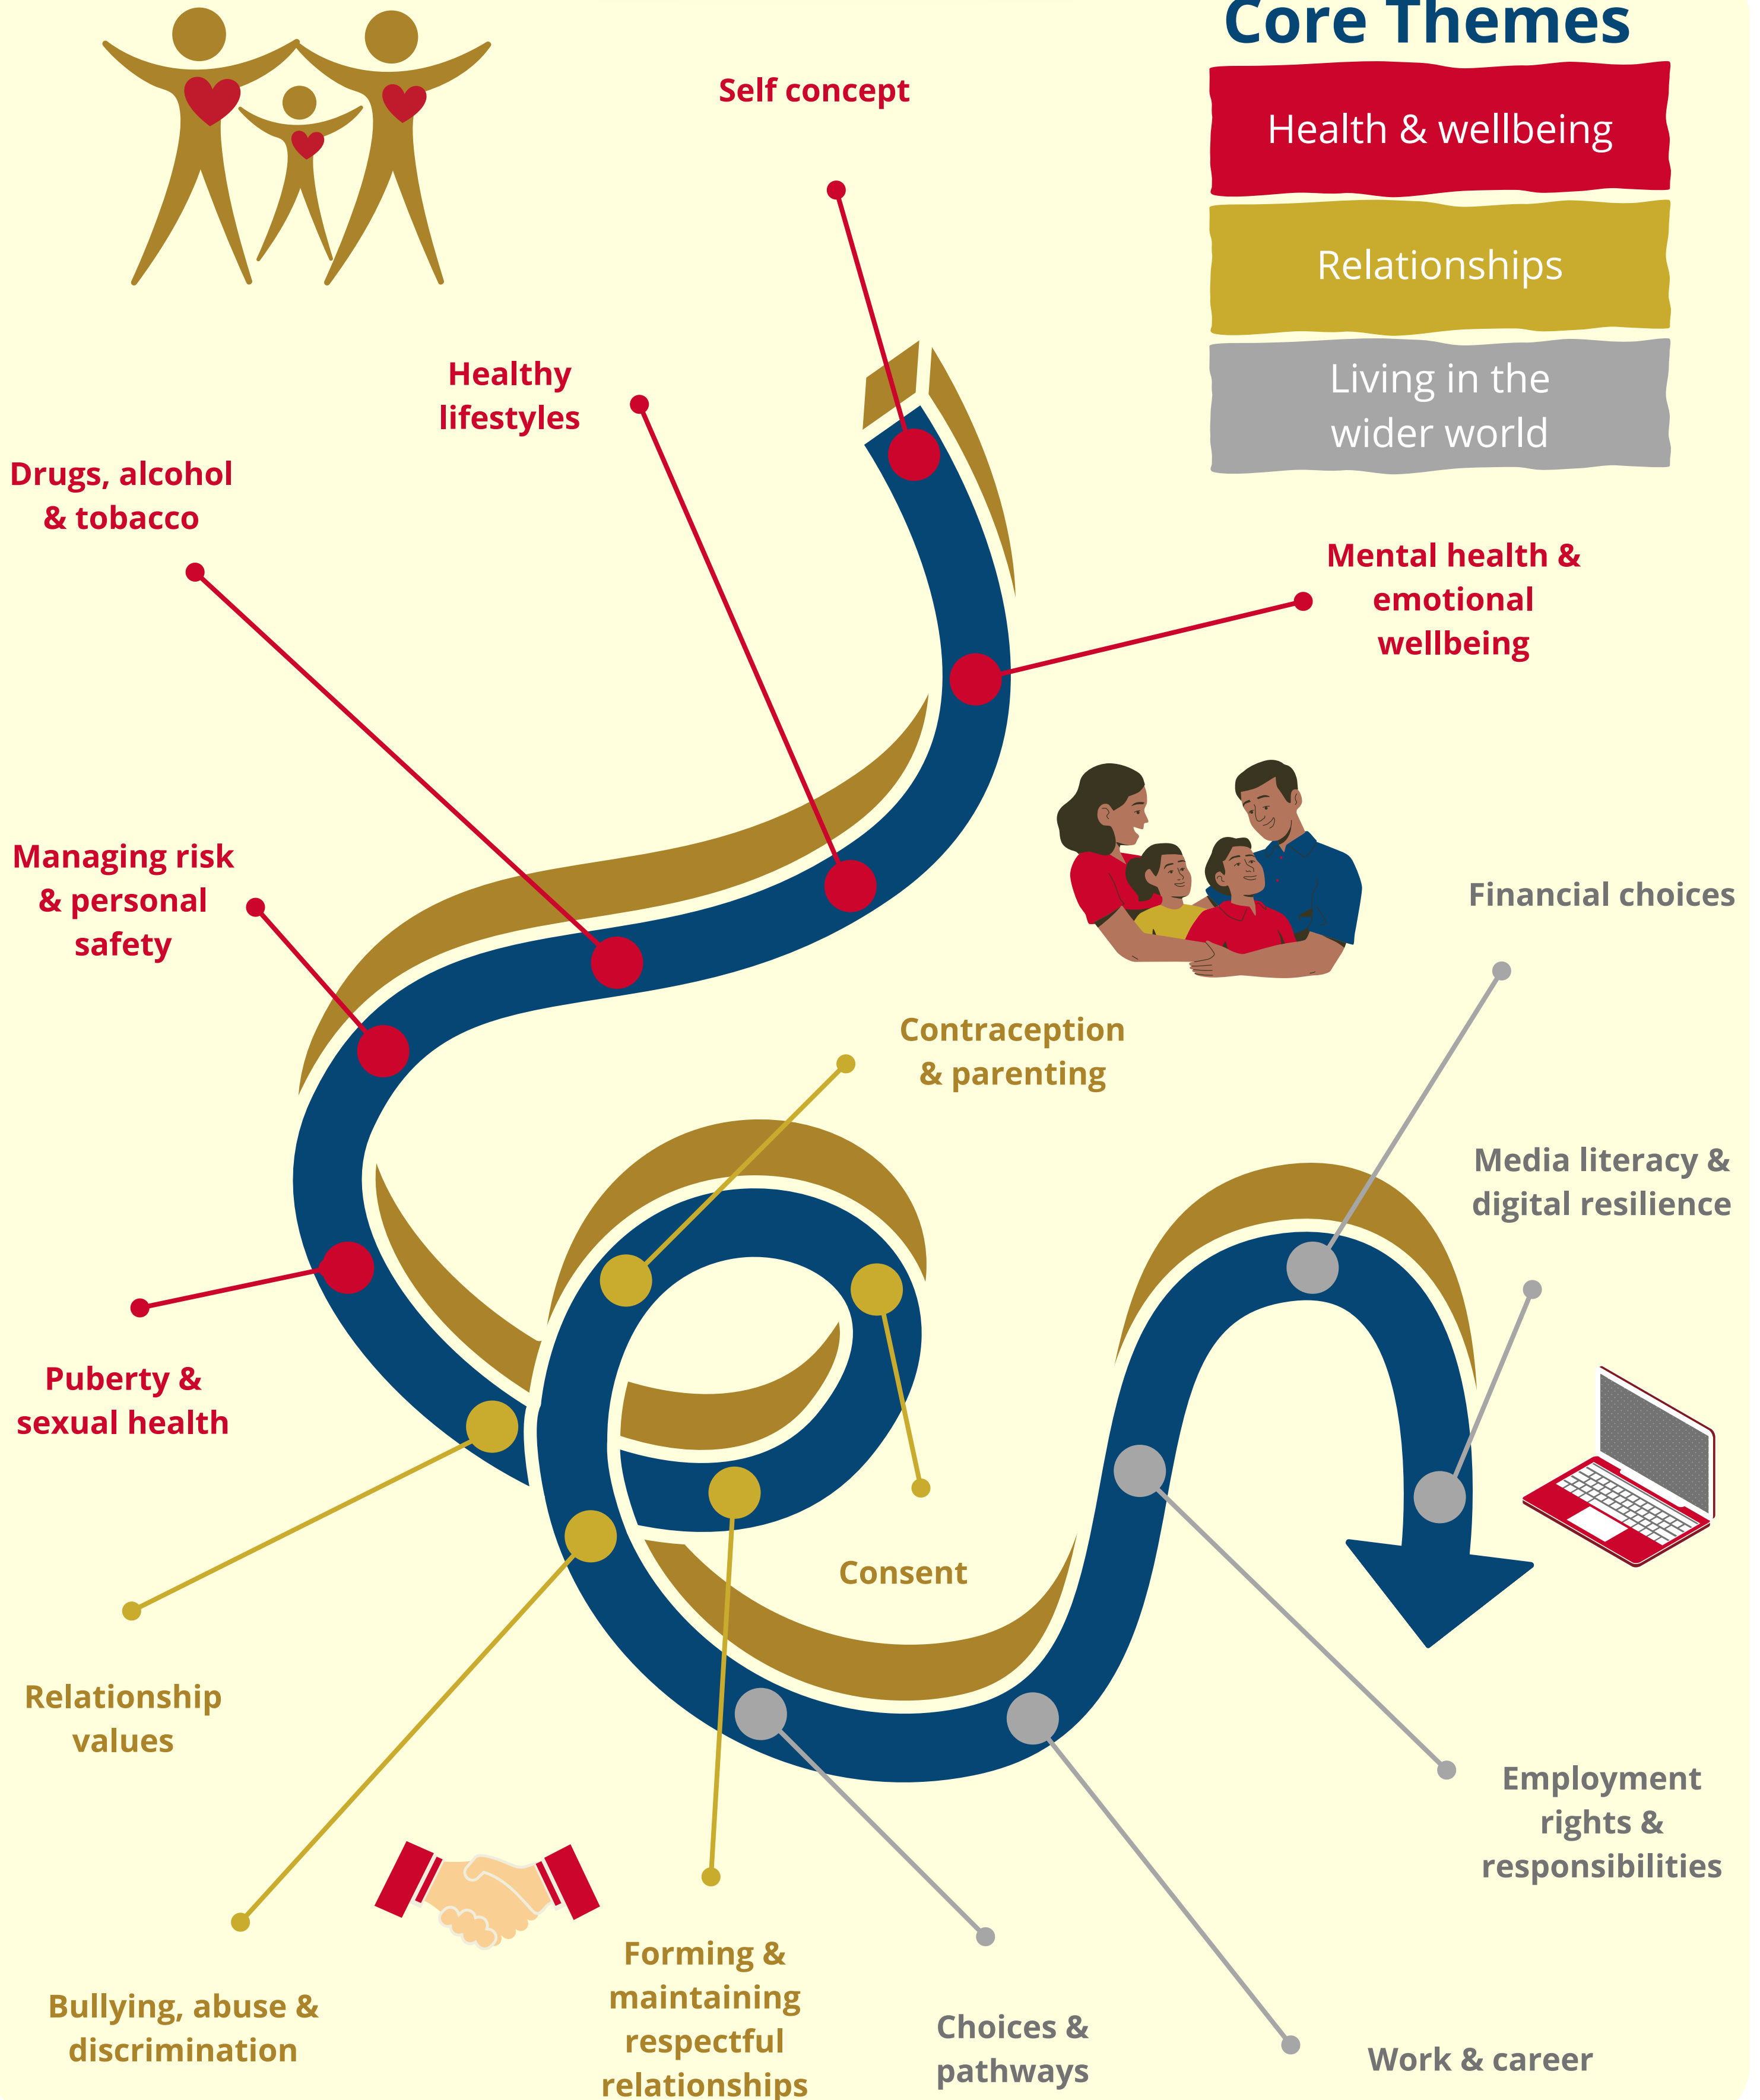 Core Themes
Health & wellbeing
Relationships
Living in the
wider world
Self concept
Healthy
lifestyles
Drugs, alcohol
& tobacco
Mental health &
emotional
wellbeing
Managing risk
& personal
safety
Financial choices
Contraception
& parenting
Media literacy &
digital resilience
Puberty &
sexual health
Consent
Relationship
values
Employment
rights &
responsibilities
Bullying, abuse &
discrimination
Forming &
maintaining
respectful
relationships
Choices &
pathways
Work & career